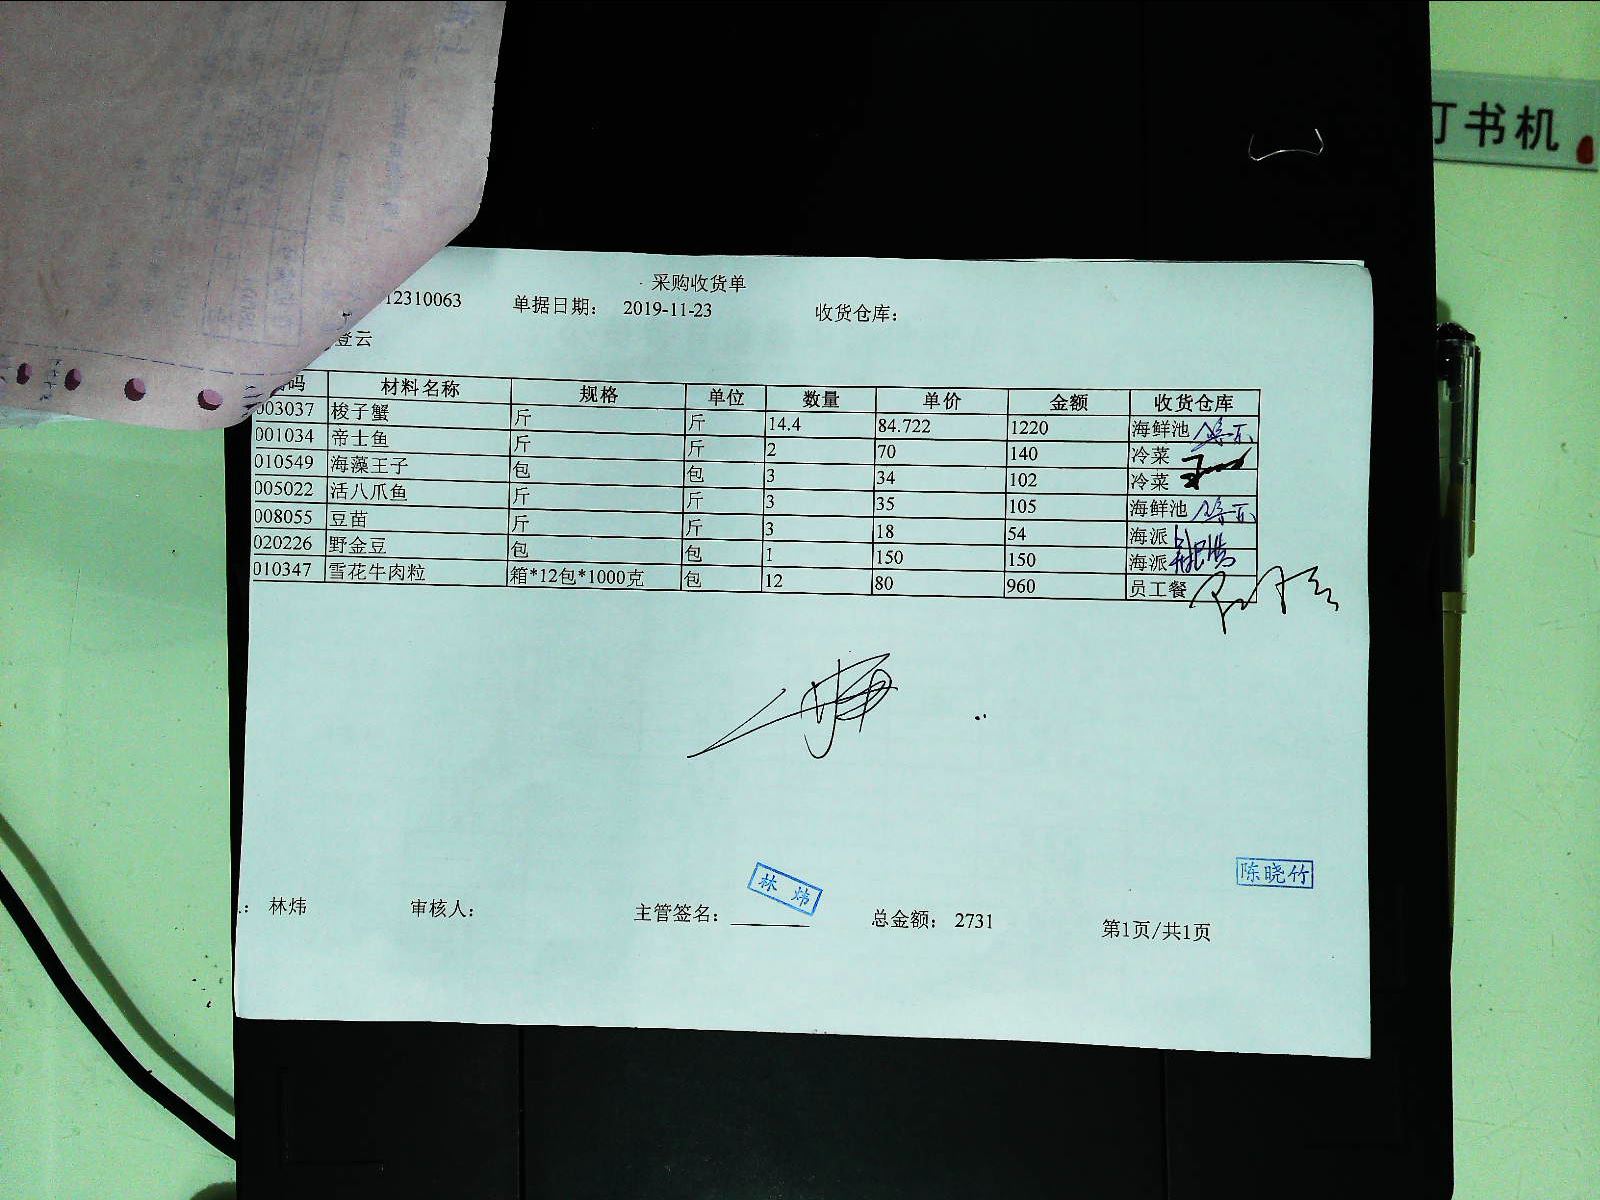 订书机
采购收货单
12310063 单据日期: 2019-11-23 收货仓库:
登云
码 材料名称 规格 单位 数量 单价 金额 收货仓库
003037 梭子蟹 斤 斤 14.4 84.722 1220 海鲜池
001034 帝士鱼 斤 斤 2 70 140 冷菜
010549 海藻王子 包 包 3 34 102 冷菜
005022 活八爪鱼 斤 斤 3 35 105 海鲜池
008055 豆苗 斤 斤 3 18 54 海派
020226 野金豆 包 包 1 150 150 海派
010347 雪花牛肉粒 箱*12包*1000克 包 12 80 960 员工餐
陈晓竹
林炜
: 林炜 审核人: 主管签名: 总金额: 2731 第1页/共1页